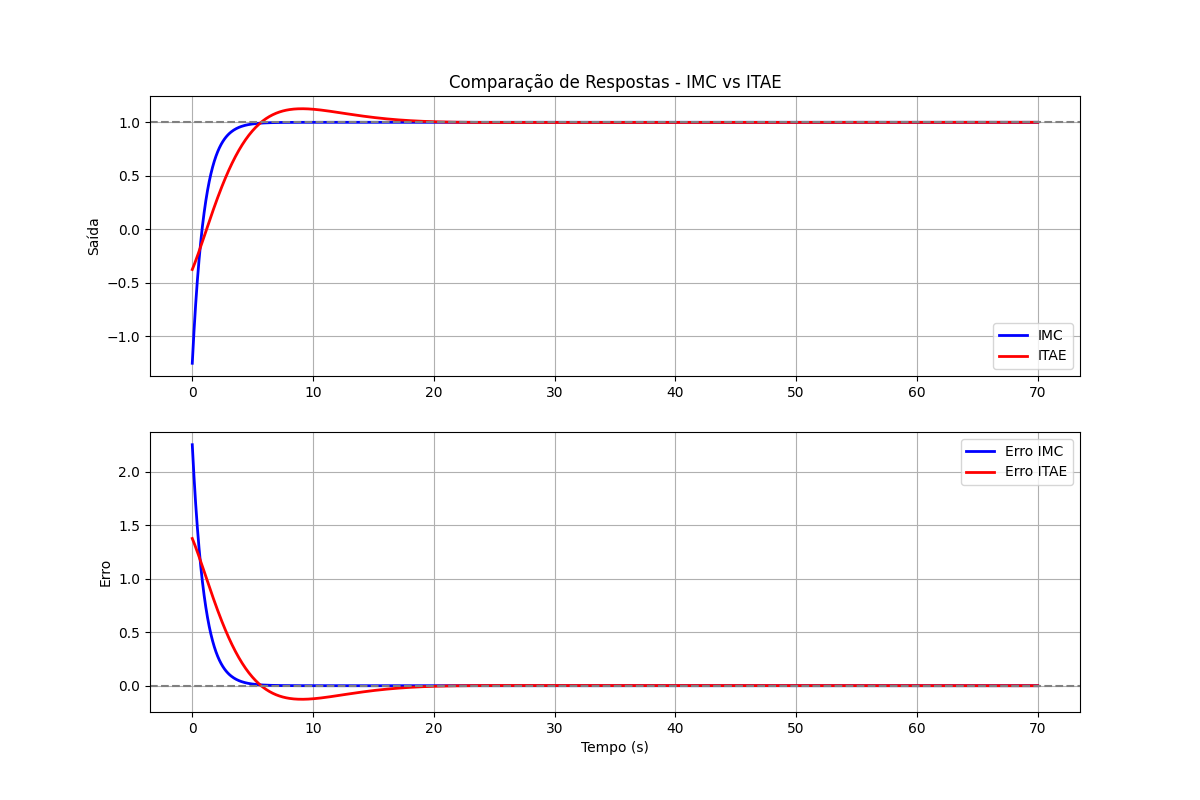 Comparação de Respostas - IMC vs ITAE
1.0
0.5
0.0
−0.5
−1.0
Saída
IMC
ITAE
0 10 20 30 40 50 60 70
2.0
1.5
1.0
0.5
0.0
Erro
Erro IMC
Erro ITAE
0 10 20 30 40 50 60 70
Tempo (s)